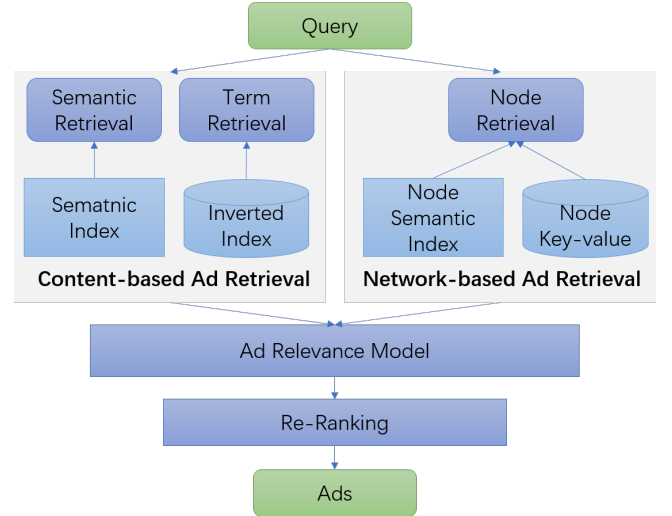 Query
Semantic
Retrieval
Term
Retrieval
Node
Retrieval
Sematnic
Index
Inverted
Index
Node
Semantic
Index
Node
Key-value
Content-based Ad Retrieval
Network-based Ad Retrieval
Ad Relevance Model
Re-Ranking
Ads